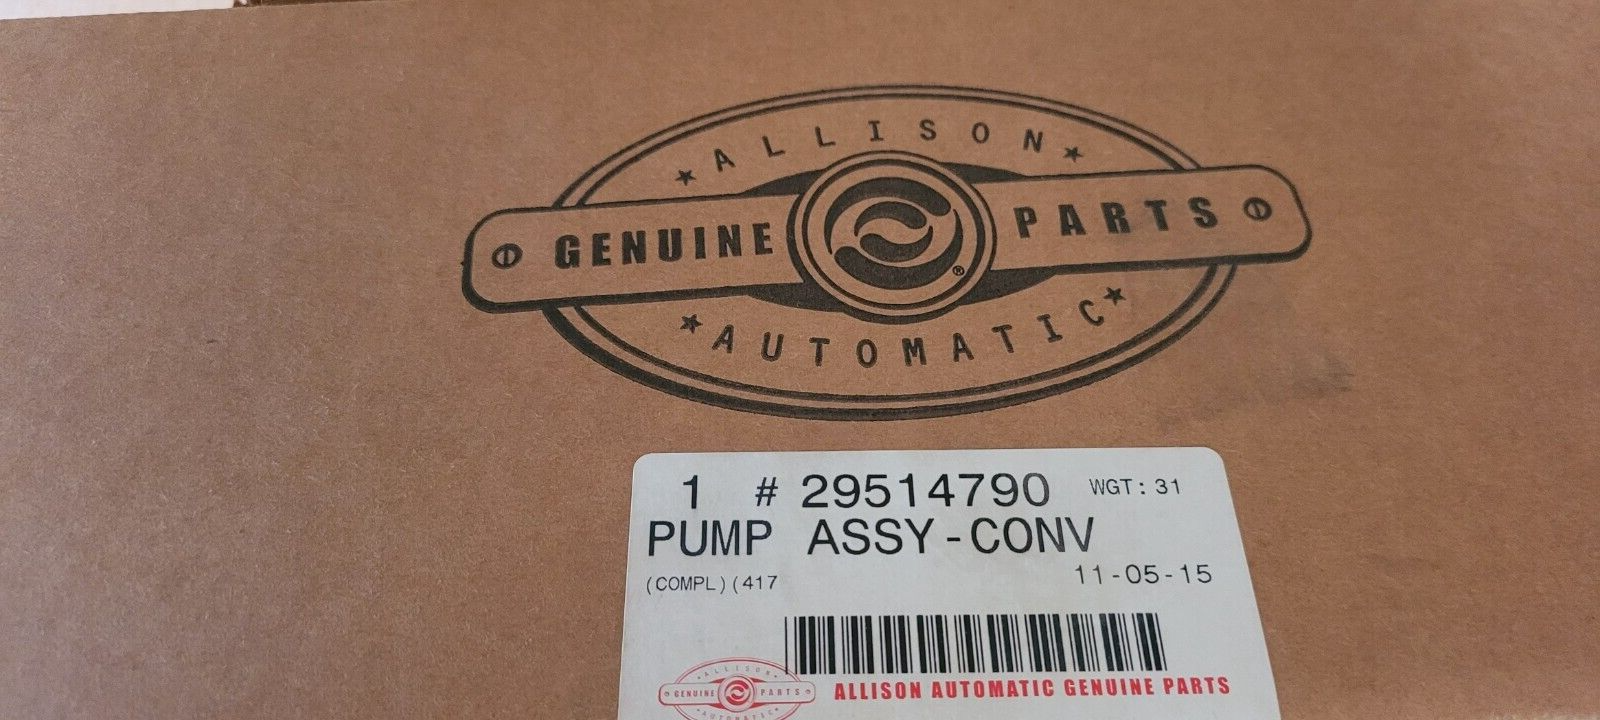 ALLISON
GENUINE PARTS
®
AUTOMATIC
1 # 29514790 WGT: 31
PUMP ASSY-CONV
(COMPL)(417 11-05-15
ALLISON
GENUINE PARTS
AUTOMATIC
ALLISON AUTOMATIC GENUINE PARTS